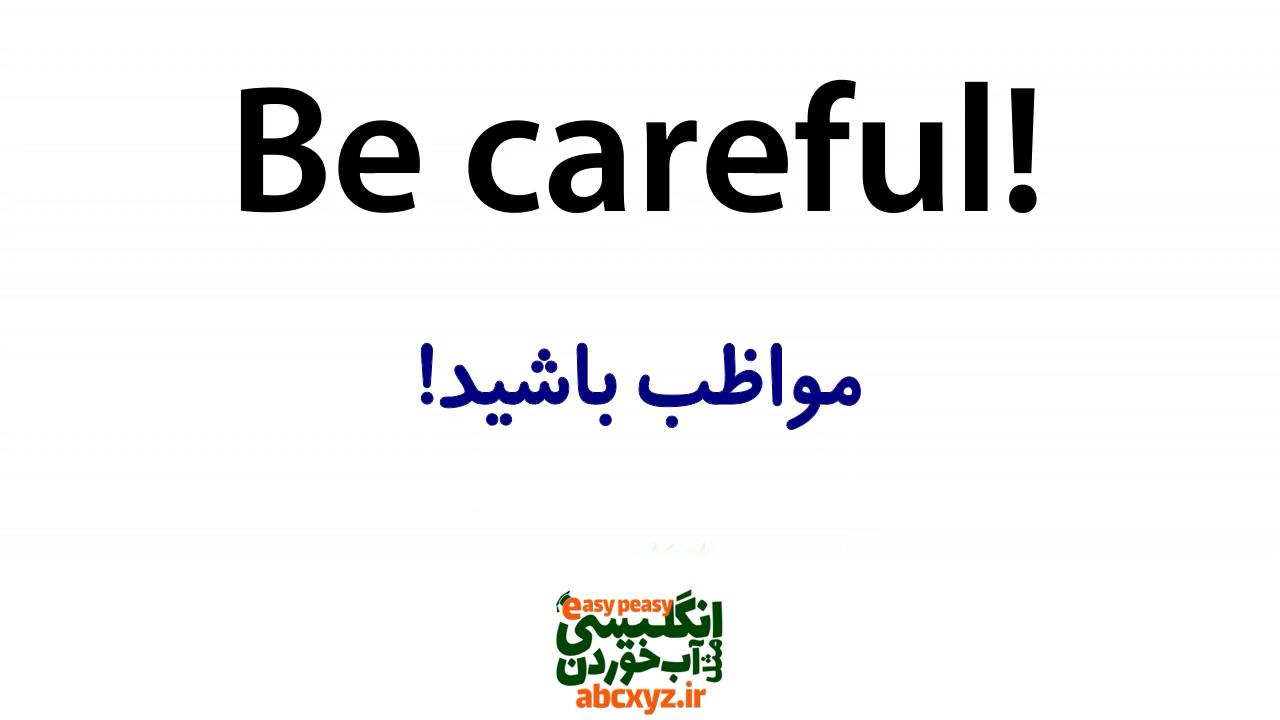 Be careful!
مواظب باشید!
easy peasy
انگلیسی
مثل آب خوردن
abcxyz.ir